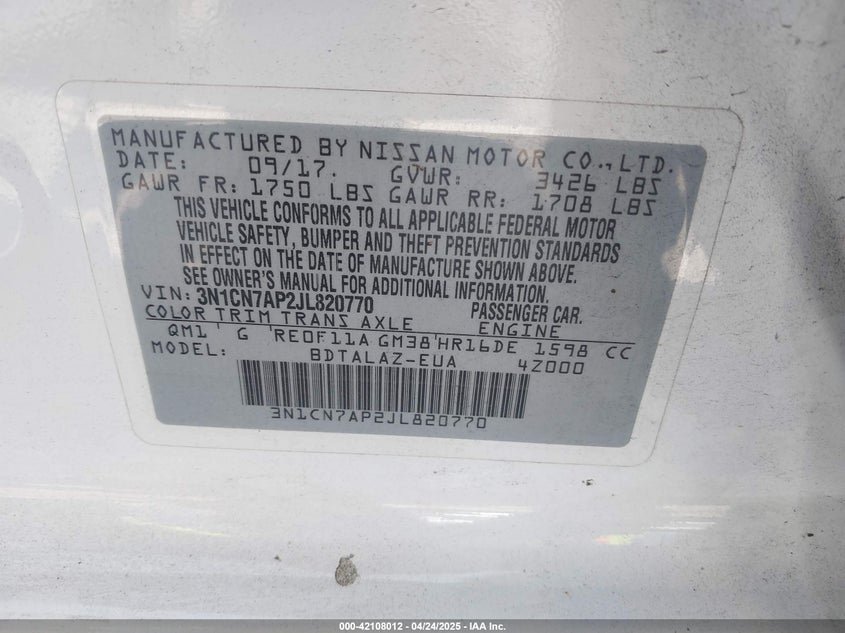 MANUFACTURED BY NISSAN MOTOR CO., LTD.
DATE: 09/17. GVWR: 3426 LBS
GAWR FR: 1750 LBS GAWR RR: 1708 LBS
THIS VEHICLE CONFORMS TO ALL APPLICABLE FEDERAL MOTOR
VEHICLE SAFETY, BUMPER AND THEFT PREVENTION STANDARDS
IN EFFECT ON THE DATE OF MANUFACTURE SHOWN ABOVE.
SEE OWNER'S MANUAL FOR ADDITIONAL INFORMATION.
VIN: 3N1CN7AP2JL820770 PASSENGER CAR.
COLOR TRIM TRANS AXLE ENGINE
QM1 ' G 'RE0F11A GM38'HR16DE 1598 CC
MODEL: BDTALAZ-EUA 4Z000
3N1CN7AP2JL820770
000-42108012 - 04/24/2025 - IAA Inc.